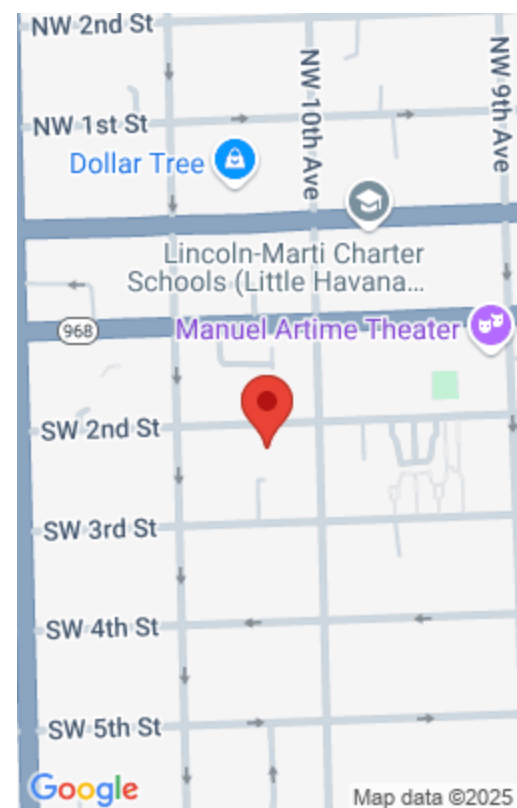 NW 2nd St
NW 10th Ave
NW 9th Ave
NW 1st St
Dollar Tree
Lincoln-Marti Charter
Schools (Little Havana...
968
Manuel Artime Theater
SW 2nd St
SW 3rd St
SW 4th St
SW 5th St
Google
Map data ©2025